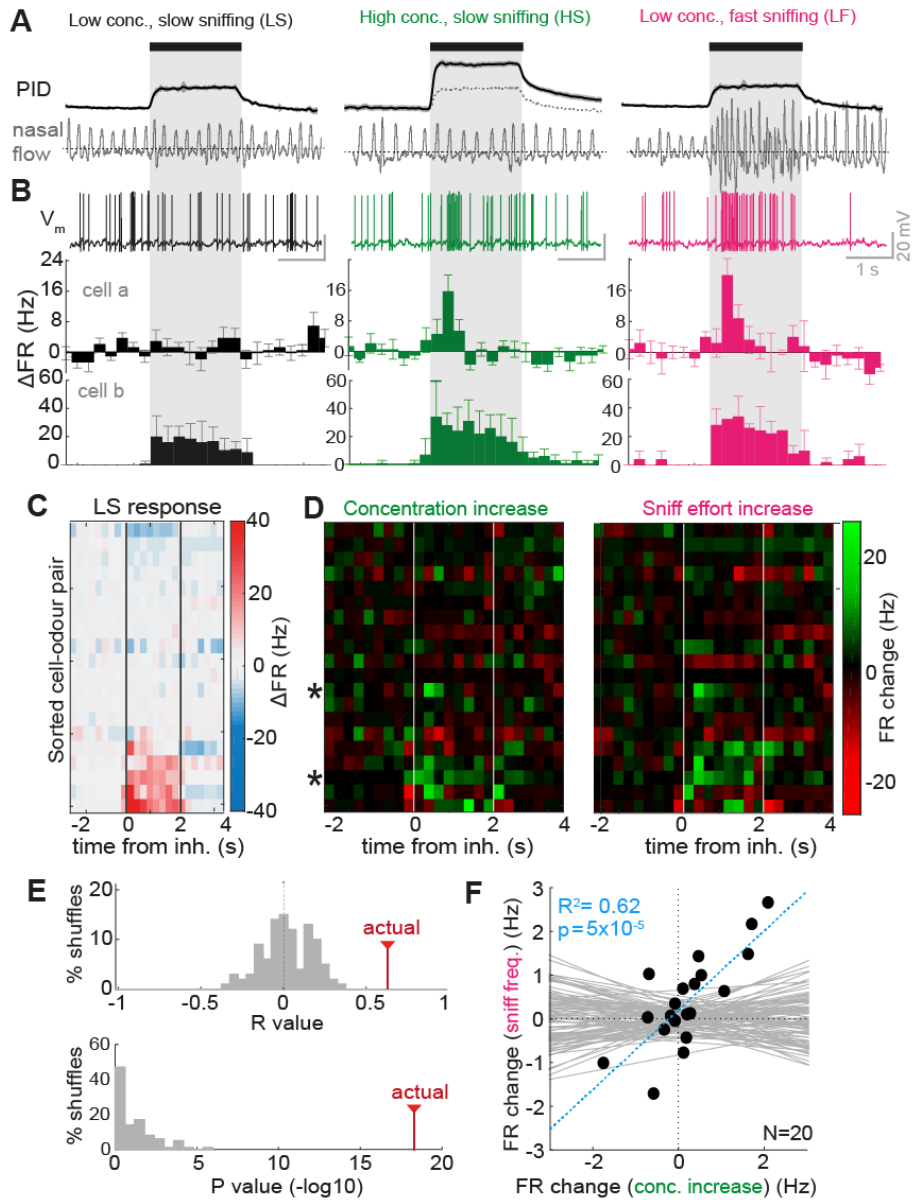 A
Low conc., slow sniffing (LS)
High conc., slow sniffing (HS)
Low conc., fast sniffing (LF)
PID
nasal
flow
B
Vm
20 mV
1 s
24
16
8
0
cell a
16
8
0
16
8
0
ΔFR (Hz)
60
40
20
0
cell b
60
40
20
0
60
40
20
0
C
LS response
D
Concentration increase
Sniff effort increase
Sorted cell-odour pair
40
20
0
-20
-40
ΔFR (Hz)
*
*
20
0
-20
FR change (Hz)
-2 0 2 4
time from inh. (s)
-2 0 2 4
time from inh. (s)
-2 0 2 4
time from inh. (s)
E
% shuffles
20
10
0
actual
-1 -0.5 0 0.5 1
R value
% shuffles
60
40
20
0
actual
0 5 10 15 20
P value (-log10)
F
FR change (sniff freq.) (Hz)
3
2
1
0
-1
-2
-3
R²= 0.62
p=5x10⁻⁵
N=20
-2 0 2
FR change (conc. increase) (Hz)